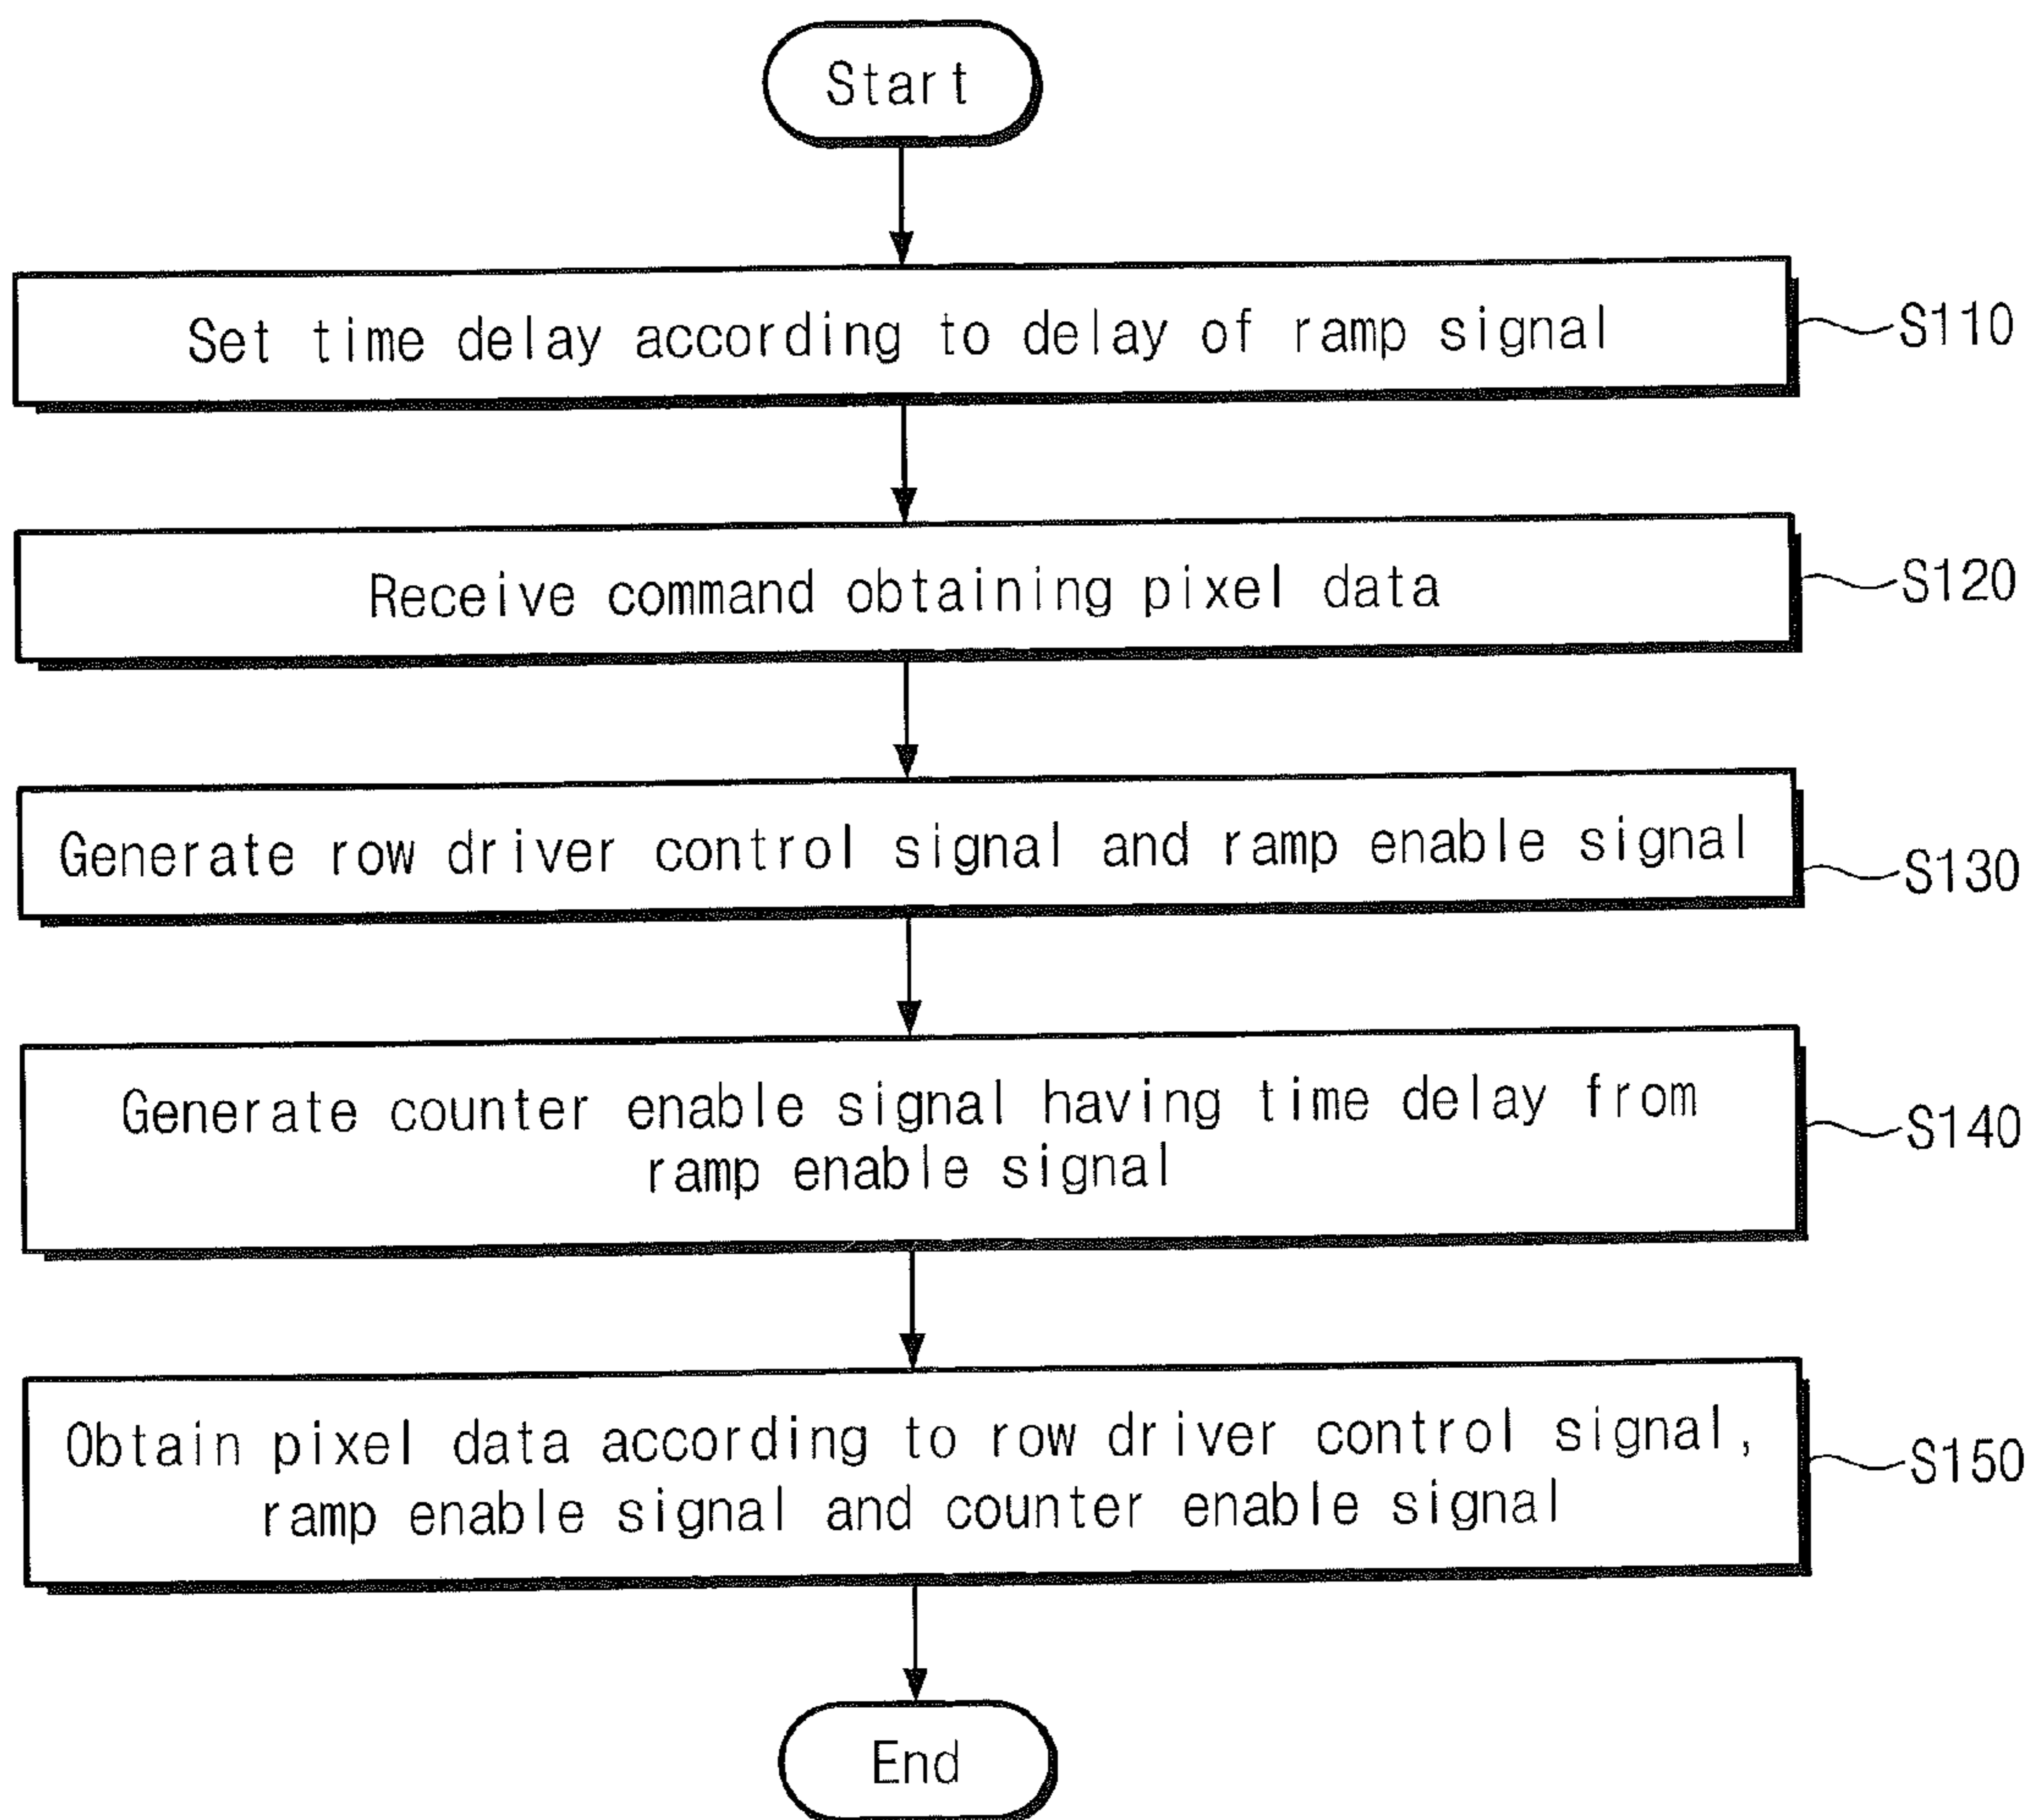 Start
Set time delay according to delay of ramp signal
S110
Receive command obtaining pixel data
S120
Generate row driver control signal and ramp enable signal
S130
Generate counter enable signal having time delay from
ramp enable signal
S140
Obtain pixel data according to row driver control signal,
ramp enable signal and counter enable signal
S150
End